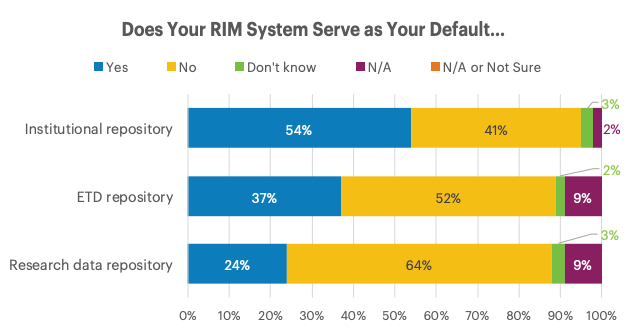 Does Your RIM System Serve as Your Default...
Yes No Don't know N/A N/A or Not Sure
3%
Institutional repository 54% 41% 2%
2%
ETD repository 37% 52% 9%
3%
Research data repository 24% 64% 9%
0% 10% 20% 30% 40% 50% 60% 70% 80% 90% 100%